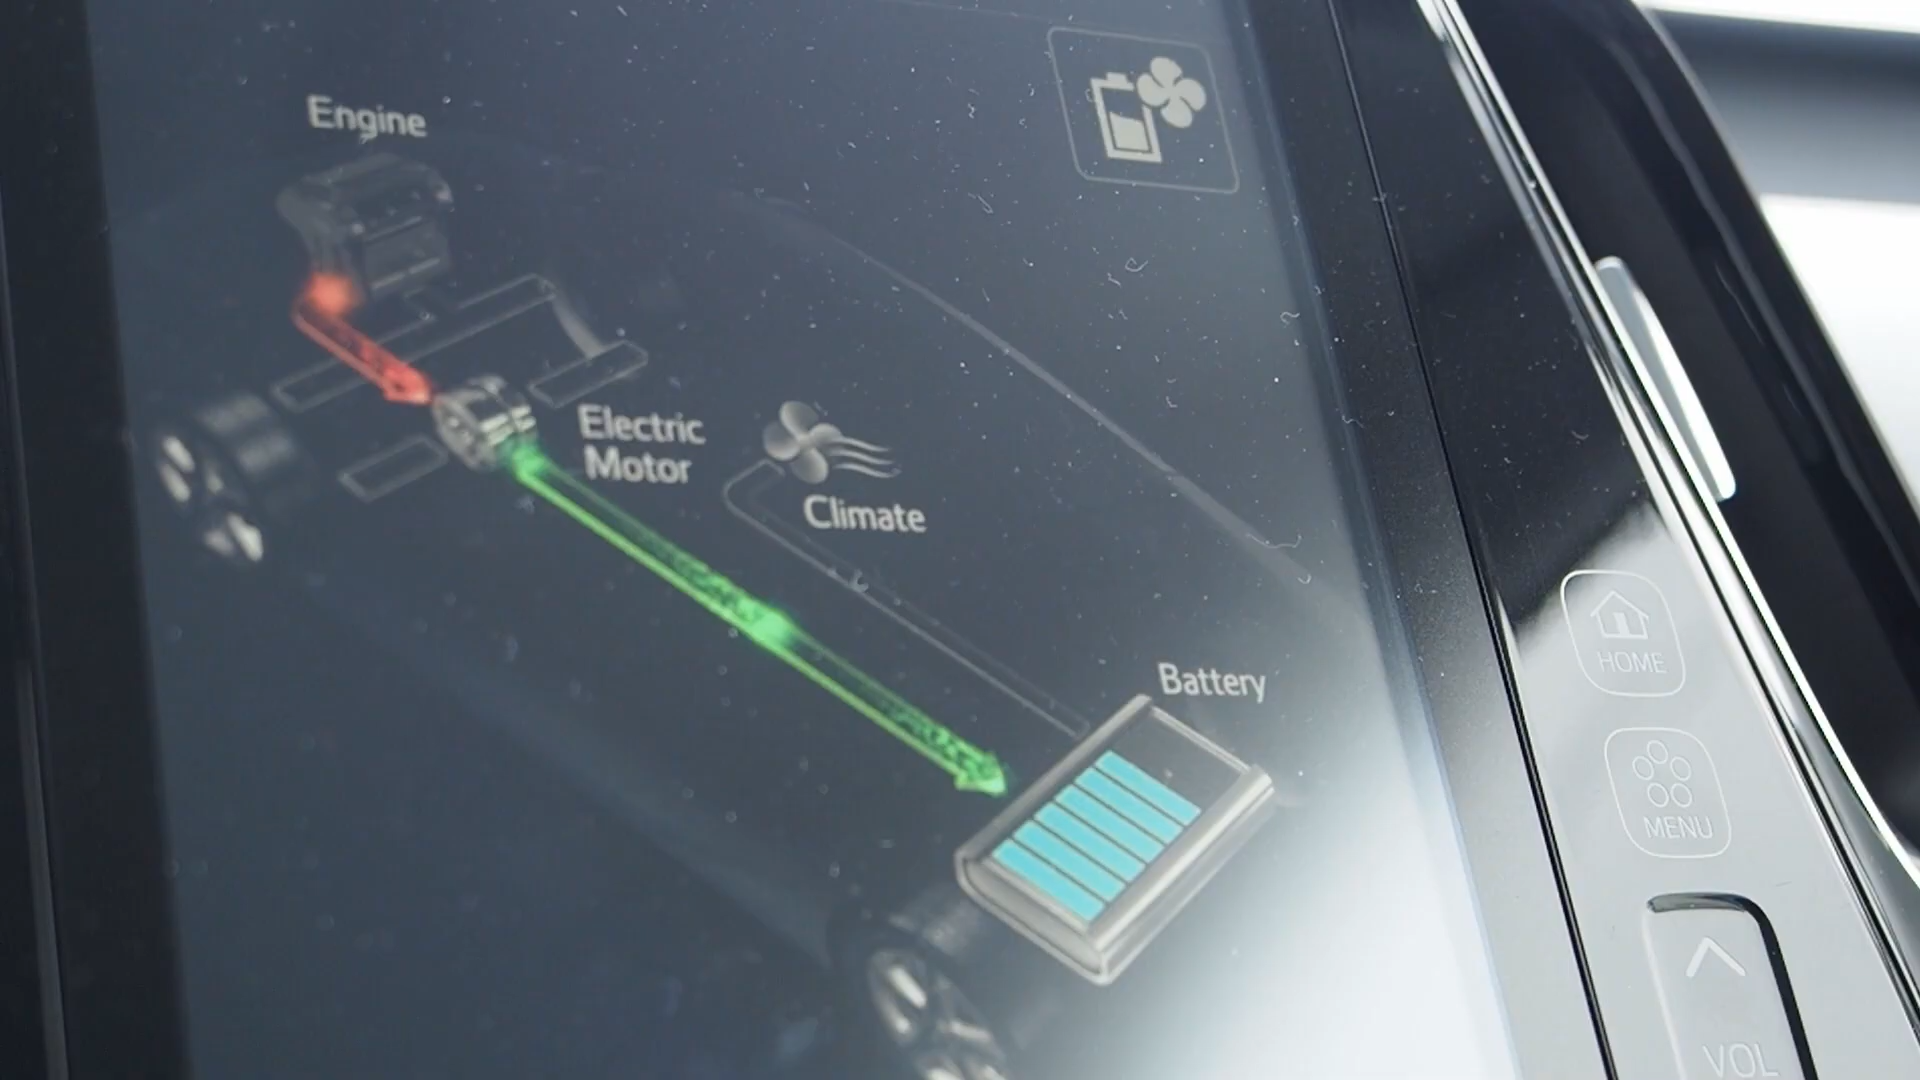 Engine
Electric
Motor
Climate
Battery
HOME
MENU
VOL